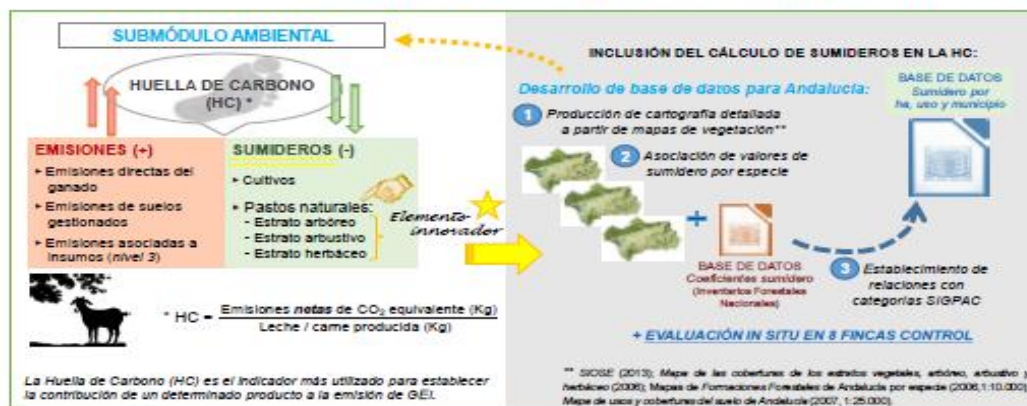 SUBMÓDULO AMBIENTAL
HUELLA DE CARBONO
(HC) *
EMISIONES (+)
▸ Emisiones directas del
ganado
▸ Emisiones de suelos
gestionados
▸ Emisiones asociadas a
insumos (nivel 3)
SUMIDEROS (-)
▸ Cultivos
▸ Pastos naturales:
- Estrato arbóreo
- Estrato arbustivo
- Estrato herbáceo
Elemento
innovador
* HC = Emisiones netas de CO2 equivalente (Kg)
Leche / carne producida (Kg)
La Huella de Carbono (HC) es el indicador más utilizado para establecer
la contribución de un determinado producto a la emisión de GEI.
INCLUSIÓN DEL CÁLCULO DE SUMIDEROS EN LA HC:
Desarrollo de base de datos para Andalucía:
1 Producción de cartografía detallada
a partir de mapas de vegetación**
2 Asociación de valores de
sumidero por especie
BASE DE DATOS
Sumidero por
ha, uso y municipio
+
BASE DE DATOS
Coeficientes sumidero
(Inventarios Forestales
Nacionales)
3 Establecimiento de
relaciones con
categorías SIGPAC
+ EVALUACIÓN IN SITU EN 8 FINCAS CONTROL
** SIOSE (2013); Mapa de las coberturas de los estratos vegetales, arbóreo, arbustivo y
herbáceo (2006); Mapas de Formaciones Forestales de Andalucía por especie (2006,1:10.000);
Mapa de usos y coberturas del suelo de Andalucía (2007, 1:25.000).